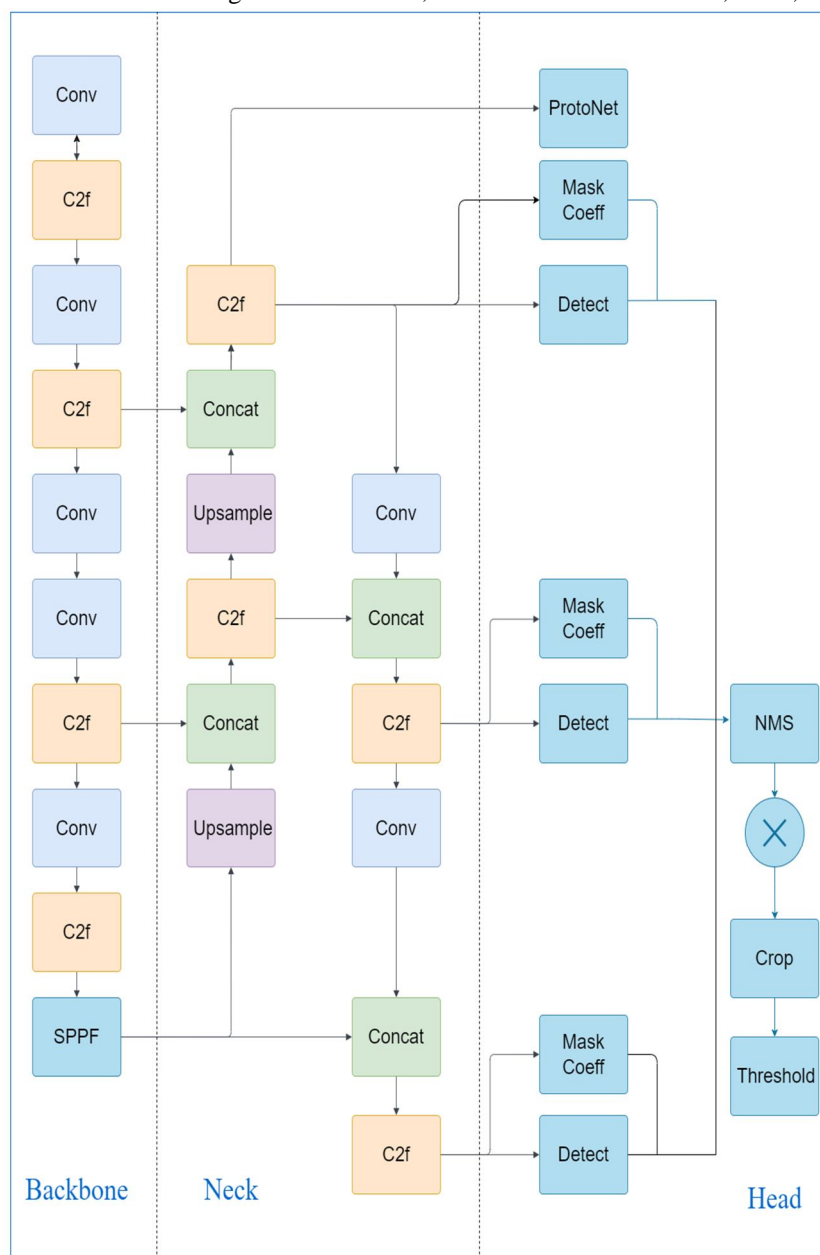 Conv
C2f
Conv
C2f
Conv
Conv
C2f
Conv
C2f
SPPF
Backbone
C2f
Concat
Upsample
C2f
Concat
Upsample
Neck
Conv
Concat
C2f
Conv
Concat
C2f
ProtoNet
Mask
Coeff
Detect
Mask
Coeff
Detect
Mask
Coeff
Detect
NMS
Crop
Threshold
Head